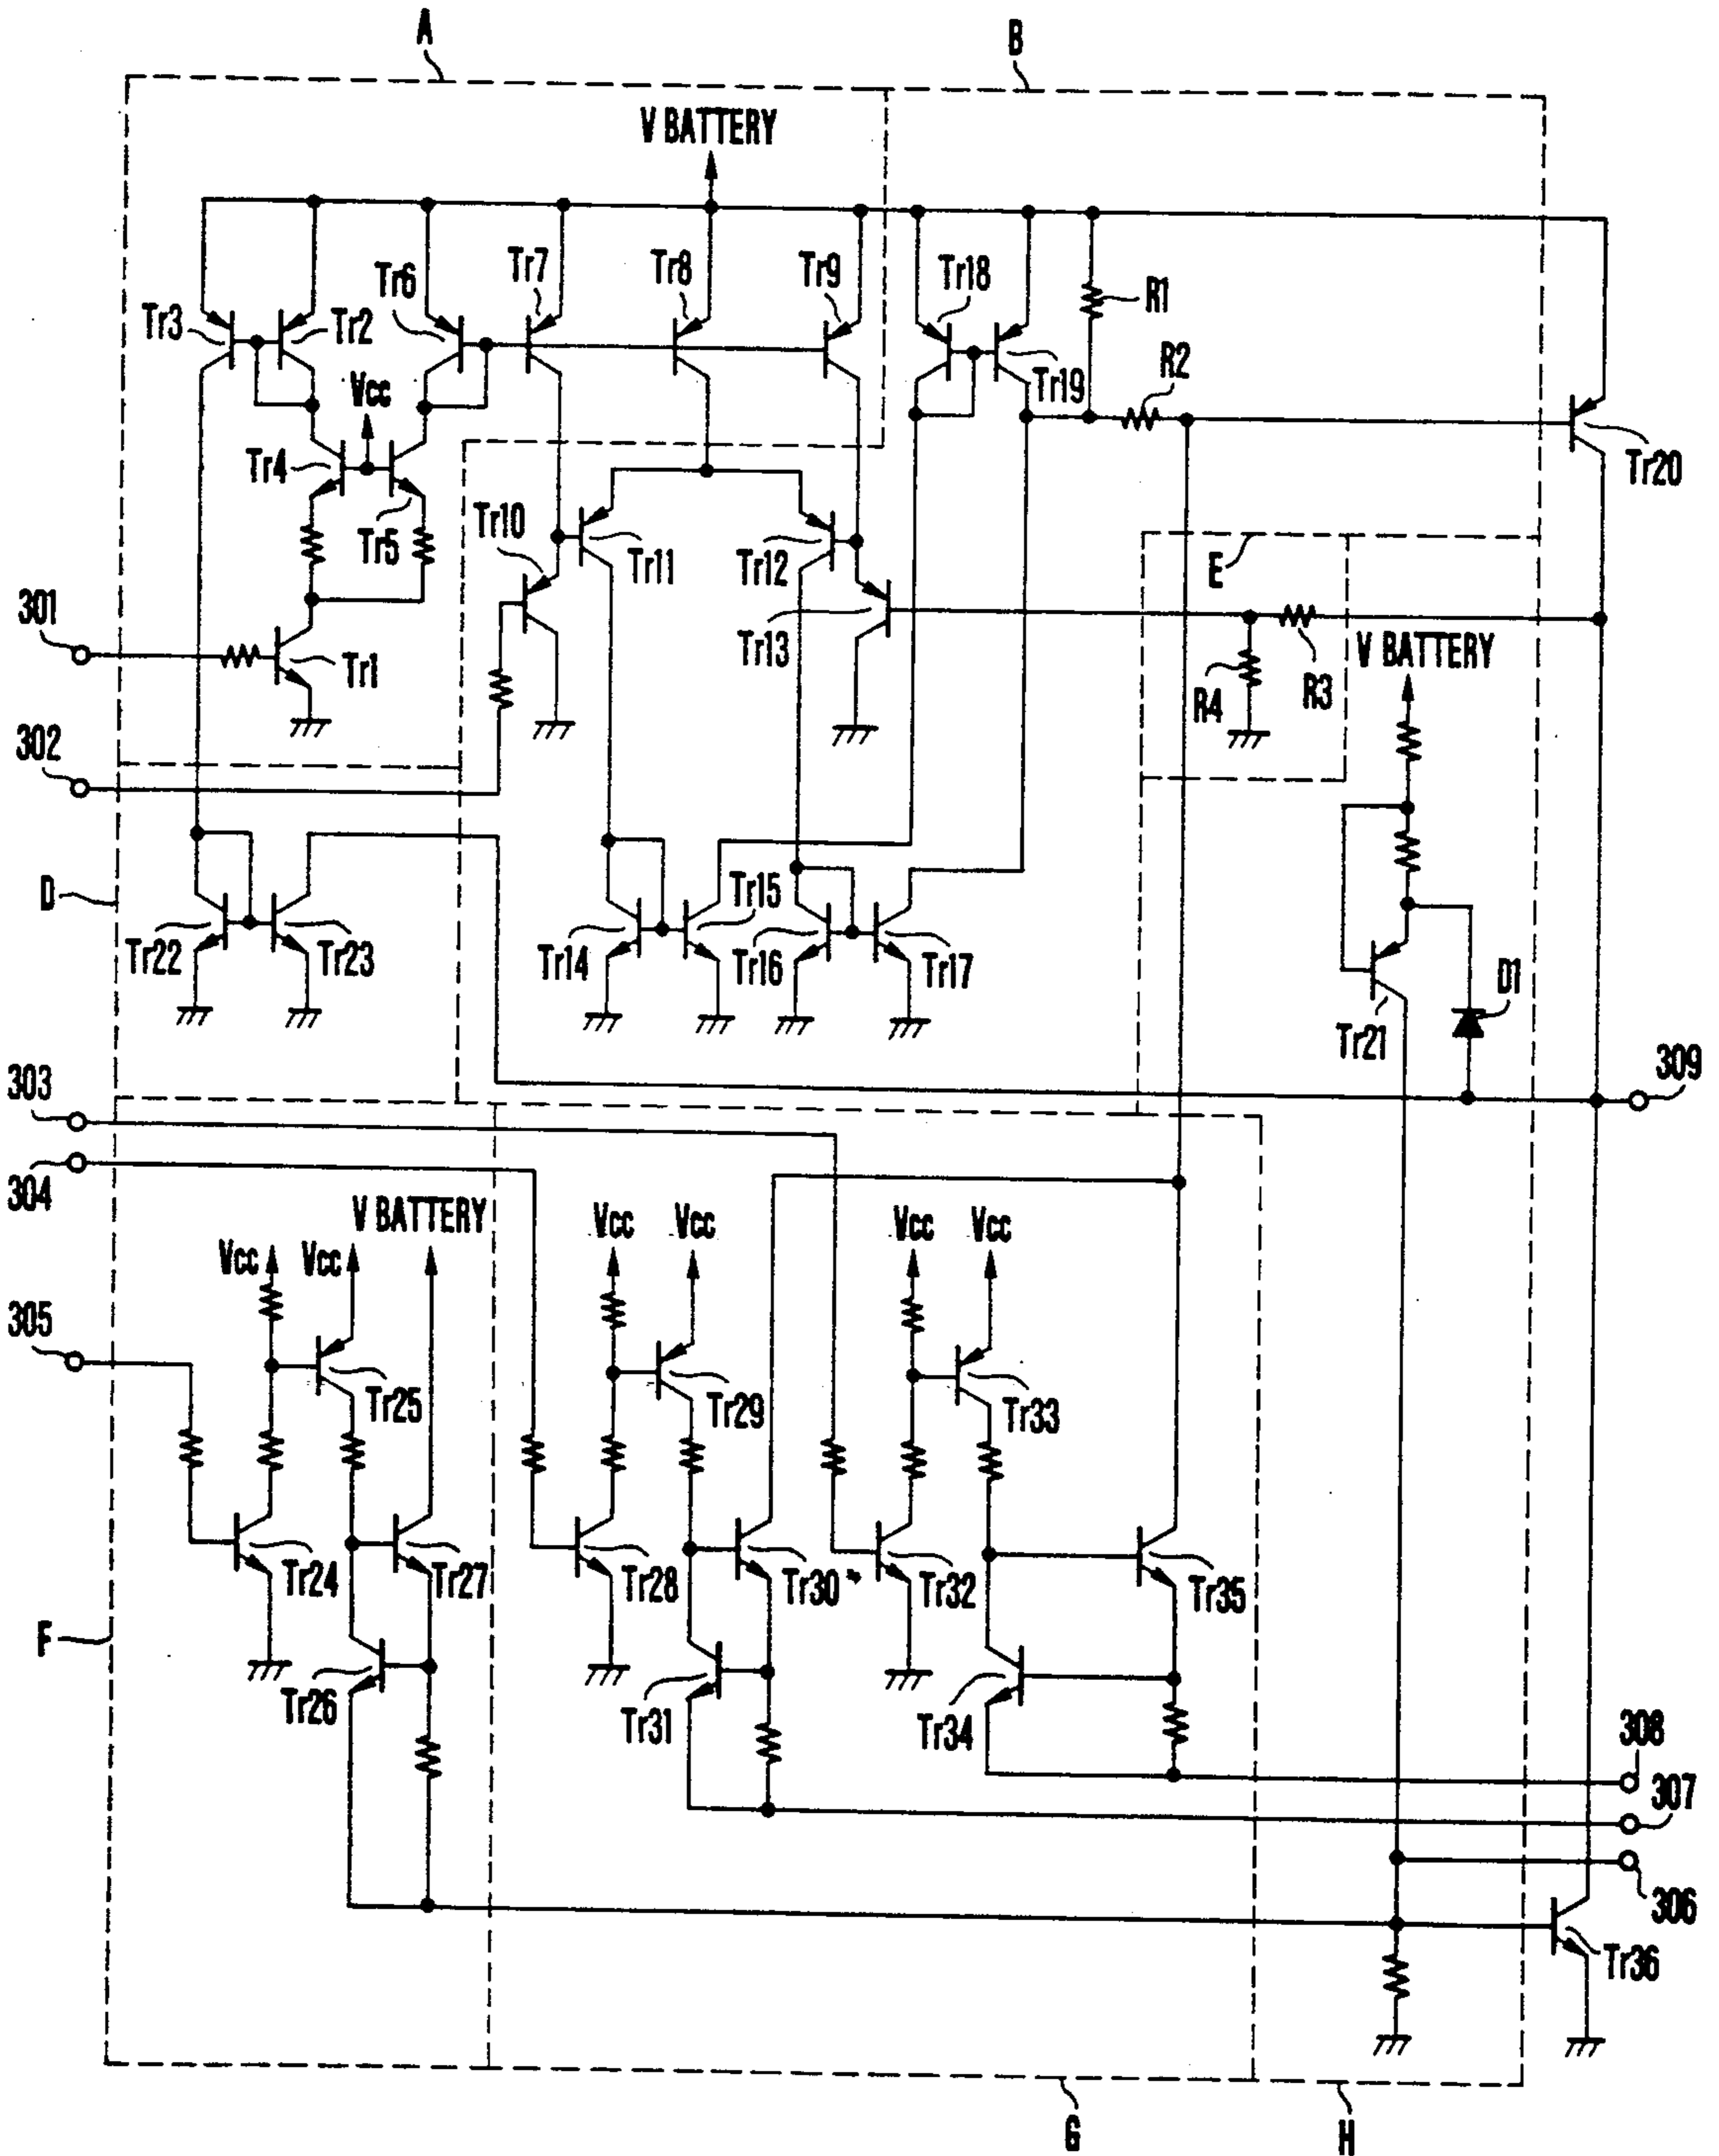 A
B
V BATTERY
Tr3
Tr2
Tr6
Tr7
Tr8
Tr9
Tr18
Tr19
R1
R2
Tr20
Vcc
Tr4
Tr5
Tr10
Tr11
Tr12
Tr13
E
301
Tr1
R4
R3
V BATTERY
302
D
Tr22
Tr23
Tr14
Tr15
Tr16
Tr17
Tr21
D1
303
309
304
V BATTERY
Vcc
Vcc
Vcc
Vcc
Vcc
Vcc
305
Tr25
Tr29
Tr33
Tr24
Tr27
Tr28
Tr30
Tr32
Tr35
F
Tr26
Tr31
Tr34
308
307
306
Tr36
G
H